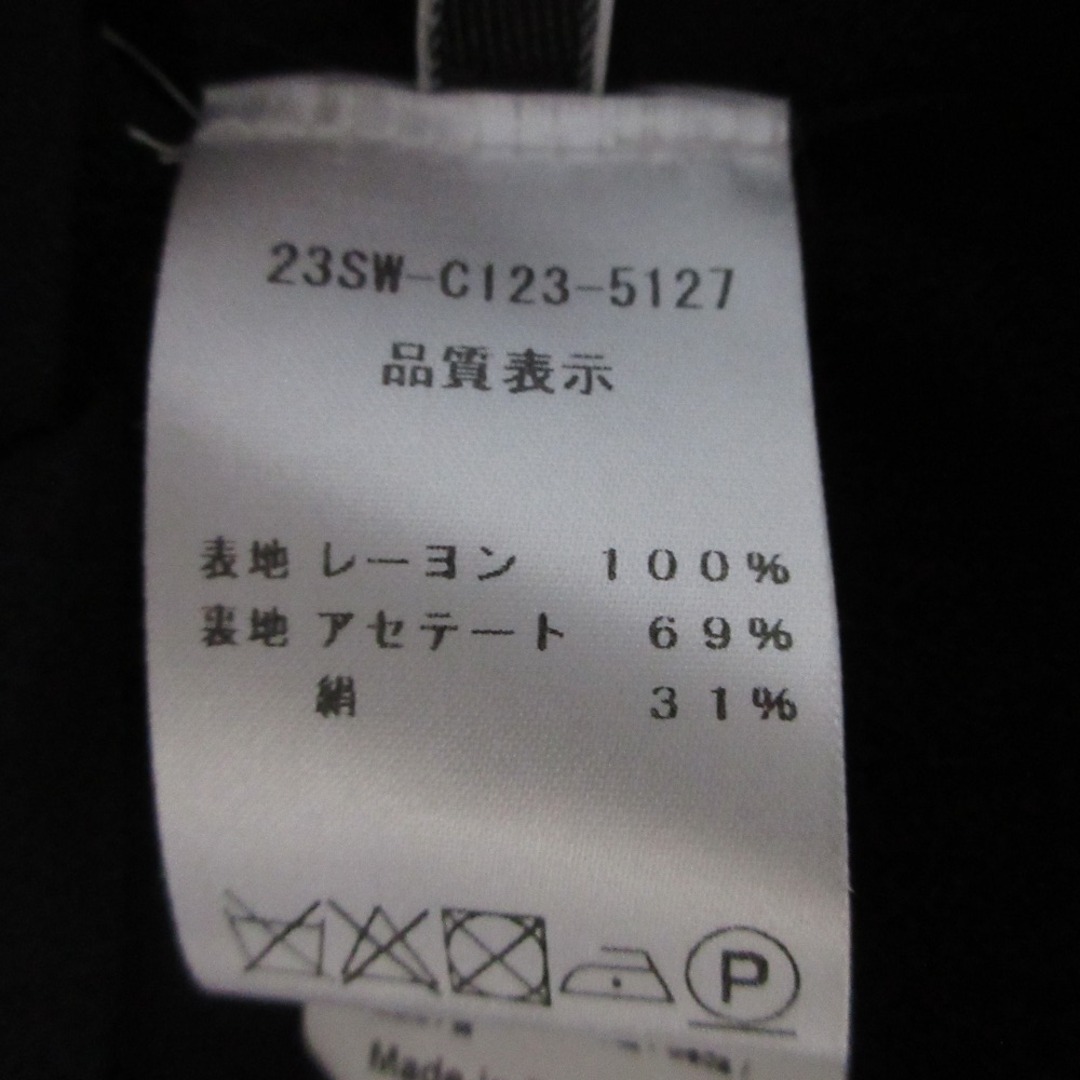 23SW-C123-5127
品質表示
表地 レーヨン 100%
裏地 アセテート 69%
絹 31%
P
Made